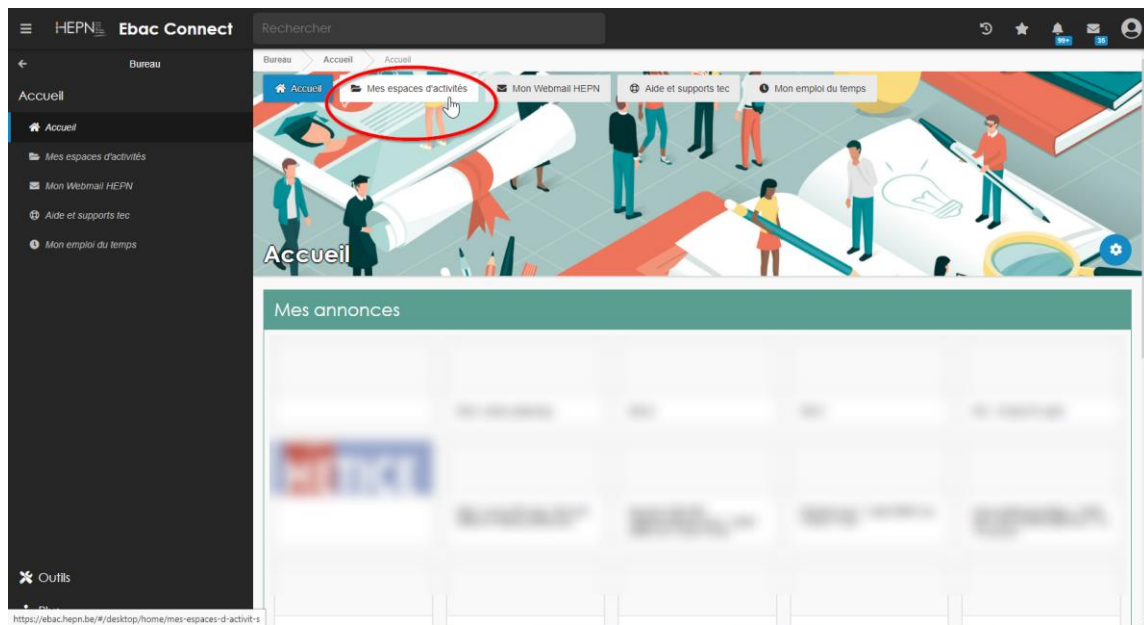 HEPN Ebac Connect
Rechercher
99+
36
Bureau
Bureau
Accueil
Accueil
Accueil
Accueil
Mes espaces d'activités
Mon Webmail HEPN
Aide et supports tec
Mon emploi du temps
Accueil
Mes espaces d'activités
Mon Webmail HEPN
Aide et supports tec
Mon emploi du temps
Accueil
Mes annonces
Outils
https://ebac.hepn.be/#/desktop/home/mes-espaces-d-activit-s